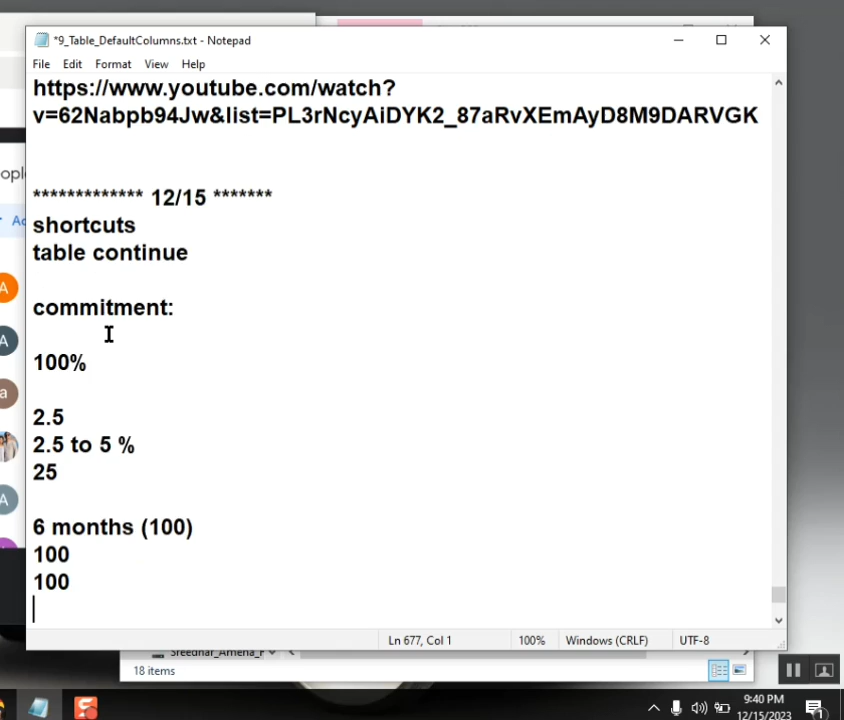 *9_Table_DefaultColumns.txt - Notepad
File Edit Format View Help
https://www.youtube.com/watch?
v=62Nabpb94Jw&list=PL3rNcyAiDYK2_87aRvXEmAyD8M9DARVGK
************* 12/15 *******
shortcuts
table continue
commitment:
100%
2.5
2.5 to 5 %
25
6 months (100)
100
100
Ln 677, Col 1 100% Windows (CRLF) UTF-8
18 items
9:40 PM
12/15/2023
A
A
a
A